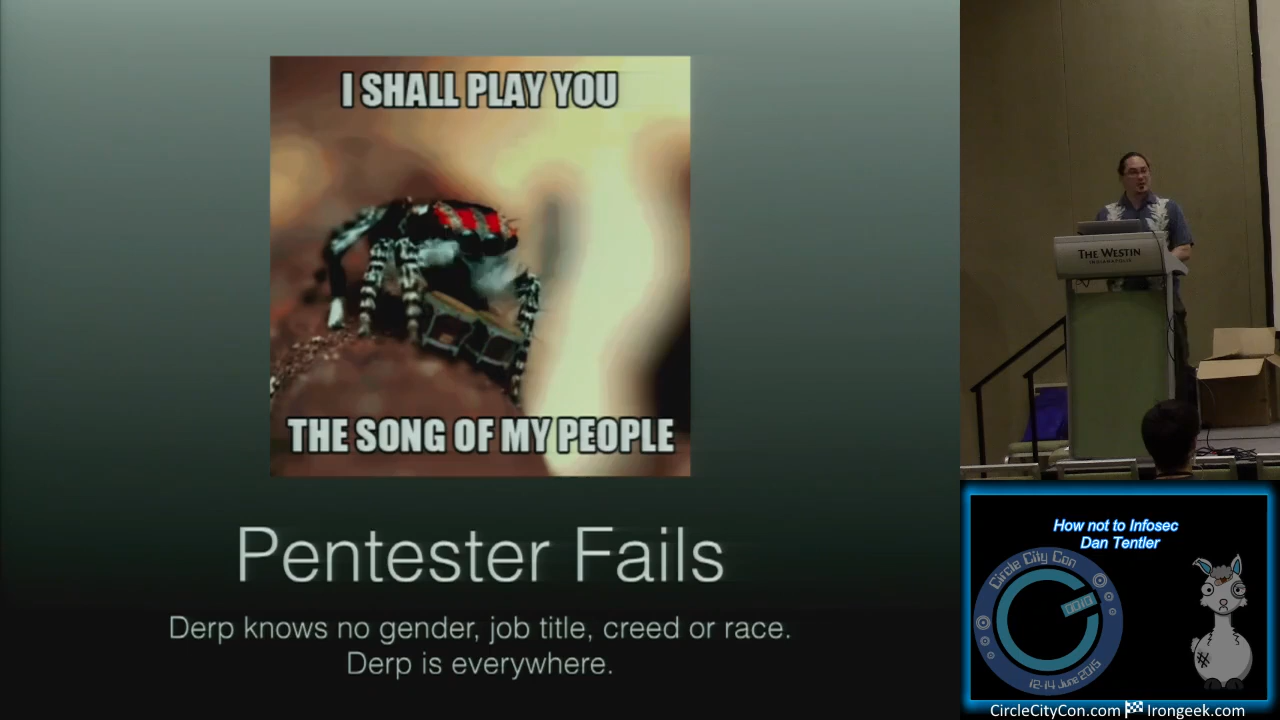 I SHALL PLAY YOU
THE SONG OF MY PEOPLE
Pentester Fails
Derp knows no gender, job title, creed or race.
Derp is everywhere.
THE WESTIN
INDIANAPOLIS
How not to Infosec
Dan Tentler
Circle City Con
12-14 June 2015
CircleCityCon.com Irongeek.com